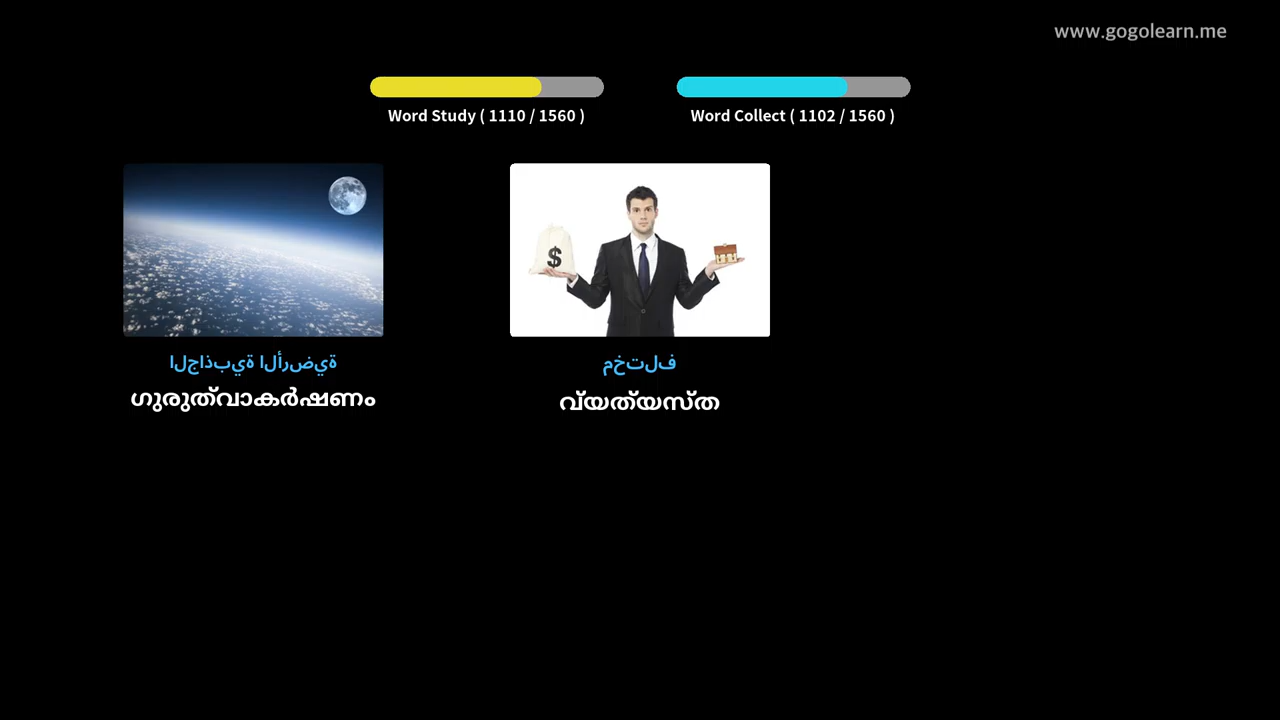 www.gogolearn.me
Word Study ( 1110 / 1560 )
Word Collect ( 1102 / 1560 )
الجاذبية الأرضية
ഗുരുത്വാകർഷണം
مختلف
വ്യത്യസ്ത
$